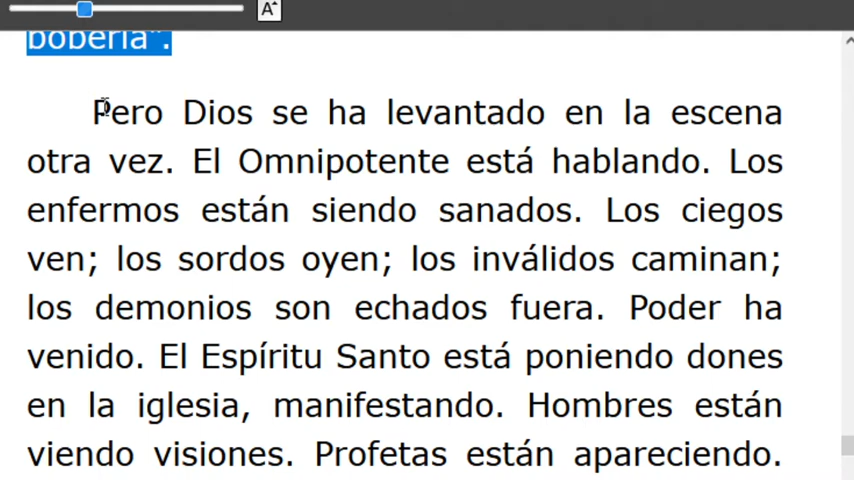 A
bobería".
Pero Dios se ha levantado en la escena
otra vez. El Omnipotente está hablando. Los
enfermos están siendo sanados. Los ciegos
ven; los sordos oyen; los inválidos caminan;
los demonios son echados fuera. Poder ha
venido. El Espíritu Santo está poniendo dones
en la iglesia, manifestando. Hombres están
viendo visiones. Profetas están apareciendo.